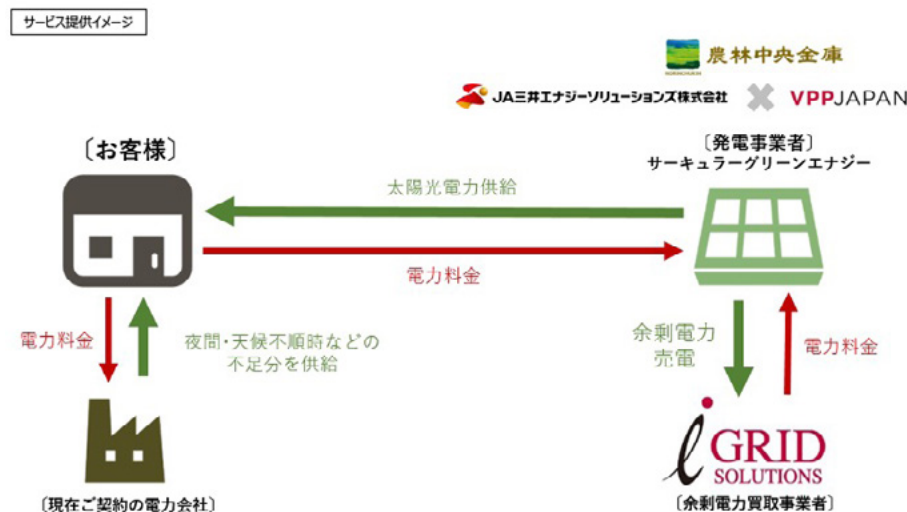 サービス提供イメージ
農林中央金庫
JA三井エナジーソリューションズ株式会社
VPPJAPAN
〔お客様〕
〔発電事業者〕
サーキュラーグリーンエナジー
太陽光電力供給
電力料金
電力料金
夜間・天候不順時などの
不足分を供給
余剰電力
売電
電力料金
i GRID
SOLUTIONS
〔現在ご契約の電力会社〕
〔余剰電力買取事業者〕